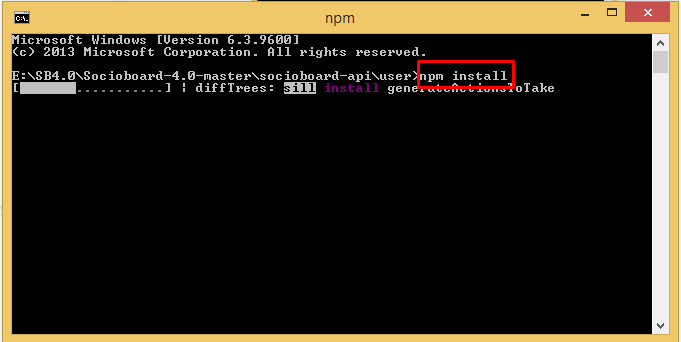 npm
Microsoft Windows [Version 6.3.9600]
(c) 2013 Microsoft Corporation. All rights reserved.
E:\SB4.0\Socioboard-4.0-master\socioboard-api\user>npm install
[ ...........] | diffTrees: sill install generateActionsToTake